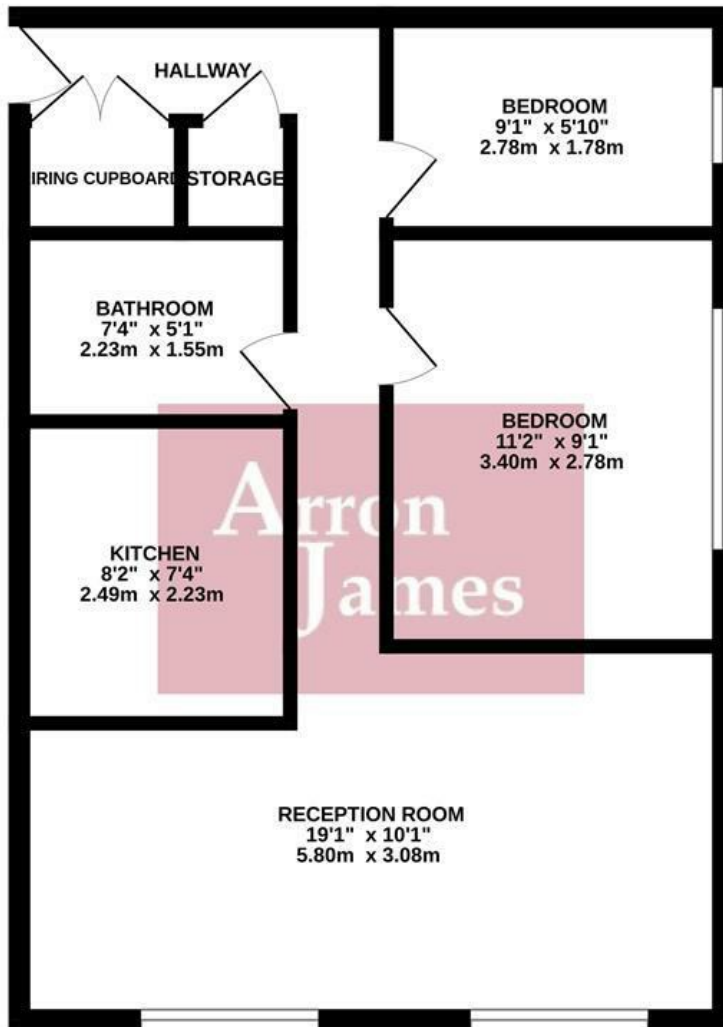 HALLWAY
BEDROOM
9'1" x 5'10"
2.78m x 1.78m
IRING CUPBOARD
STORAGE
BATHROOM
7'4" x 5'1"
2.23m x 1.55m
BEDROOM
11'2" x 9'1"
3.40m x 2.78m
Arron
James
KITCHEN
8'2" x 7'4"
2.49m x 2.23m
RECEPTION ROOM
19'1" x 10'1"
5.80m x 3.08m